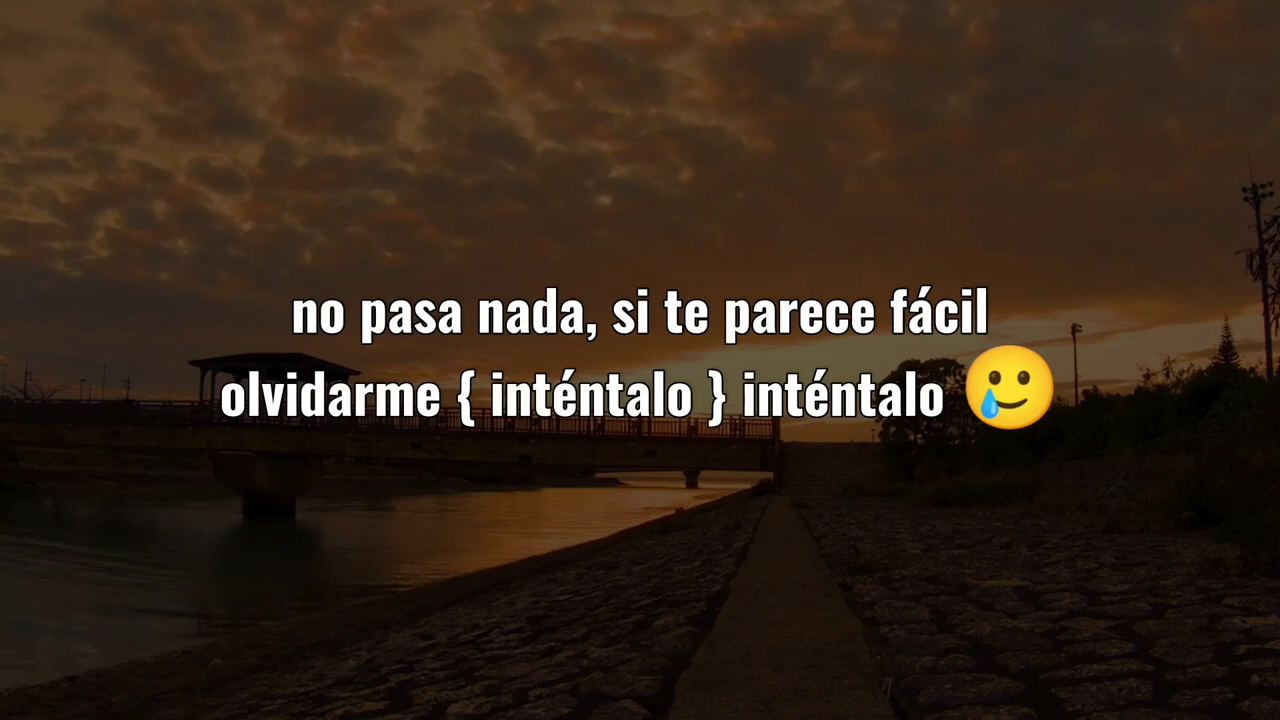 no pasa nada, si te parece fácil
olvidarme { inténtalo } inténtalo 🥲